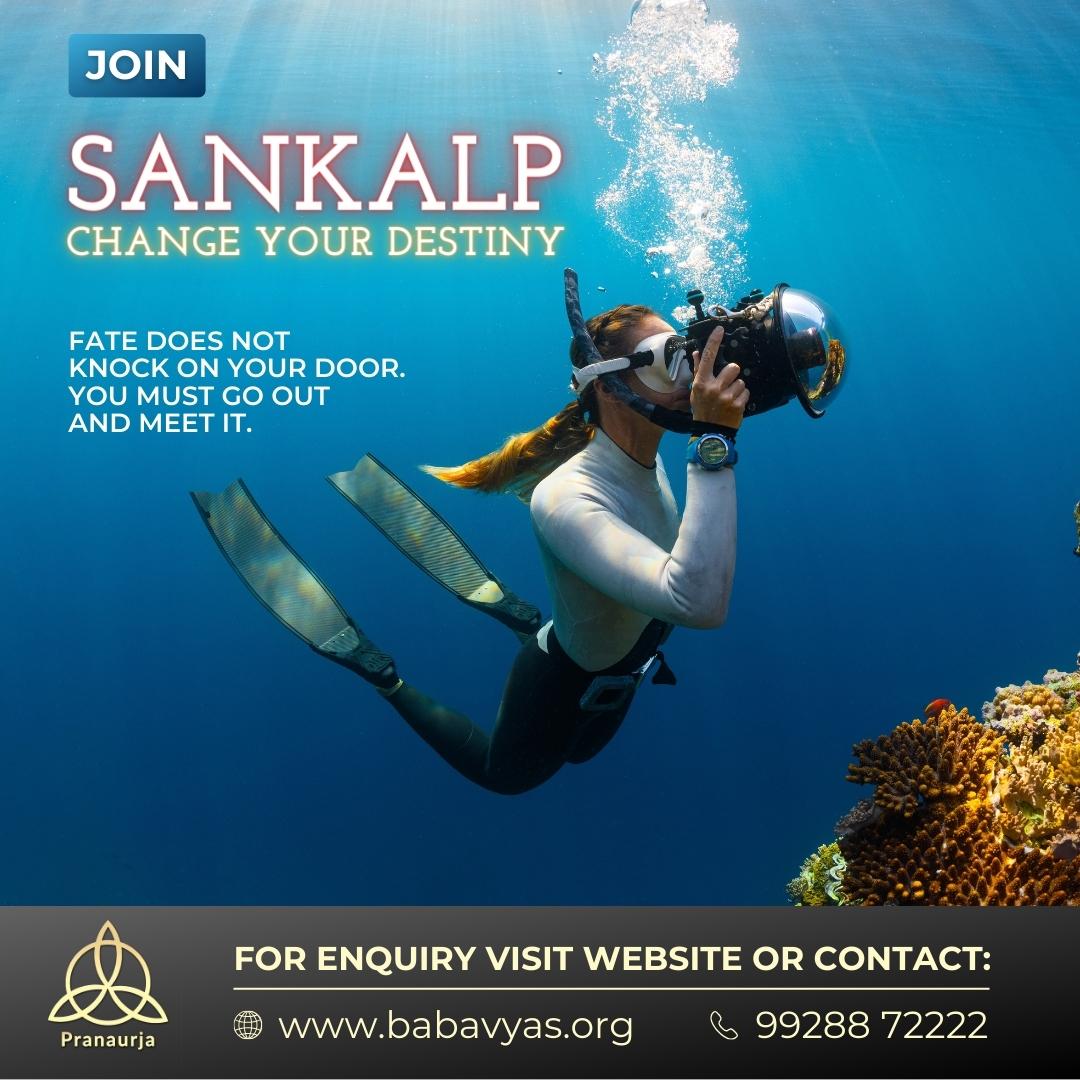 JOIN
SANKALP
CHANGE YOUR DESTINY
FATE DOES NOT
KNOCK ON YOUR DOOR.
YOU MUST GO OUT
AND MEET IT.
FOR ENQUIRY VISIT WEBSITE OR CONTACT:
www.babavyas.org
99288 72222
Pranaurja